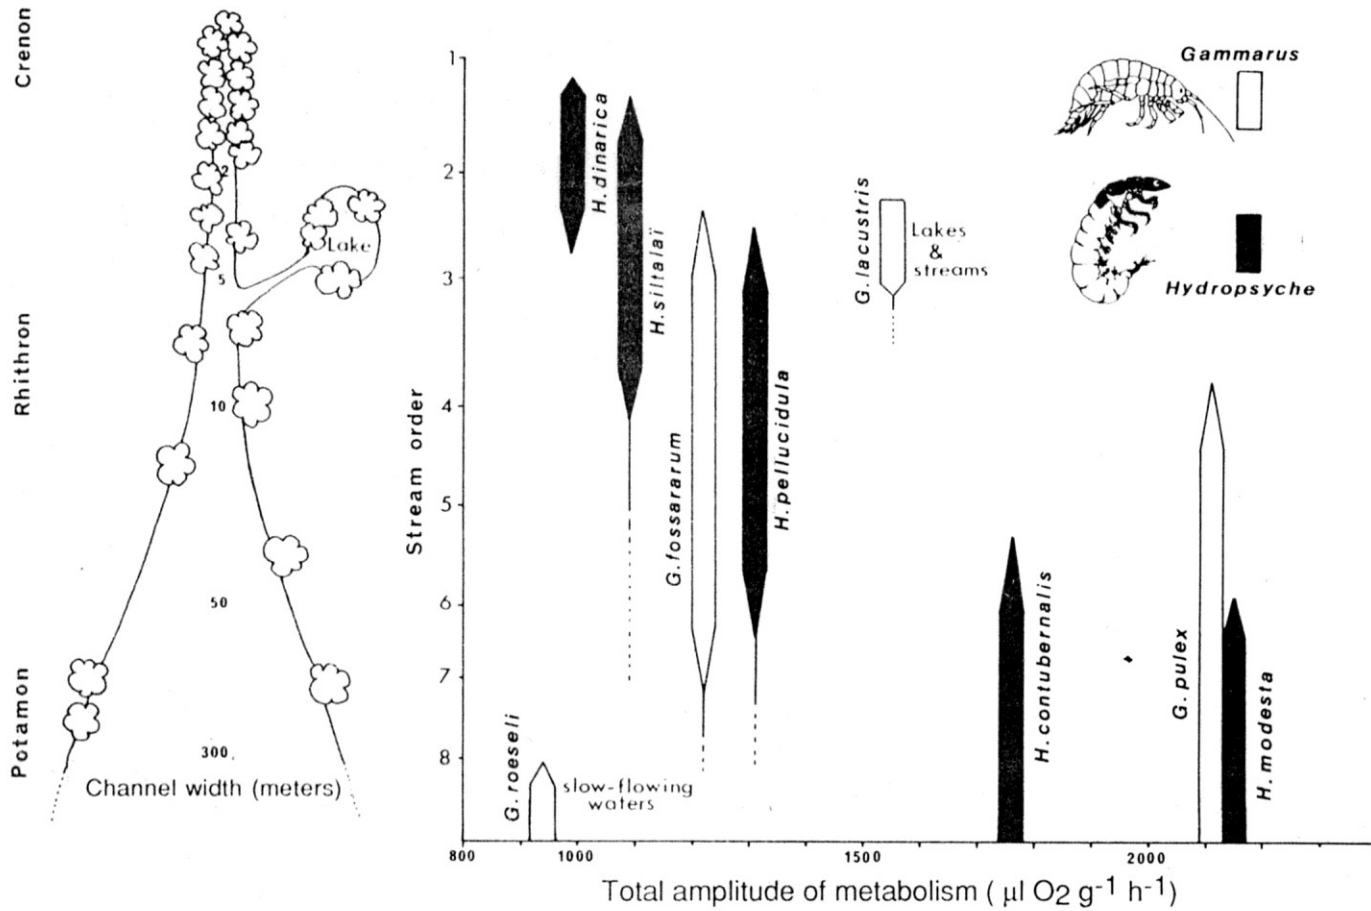 Crenon
Rhithron
Potamon
2
Lake
5
10
50
300
Channel width (meters)
Stream order
1
2
3
4
5
6
7
8
H. dinarica
H. siltalaï
G. fossararum
H. pellucidula
G. lacustris
Lakes
&
streams
Gammarus
Hydropsyche
G. roeseli
slow-flowing
waters
H. contubernalis
G. pulex
H. modesta
800
1000
1500
2000
Total amplitude of metabolism ( µl O2 g-1 h-1)